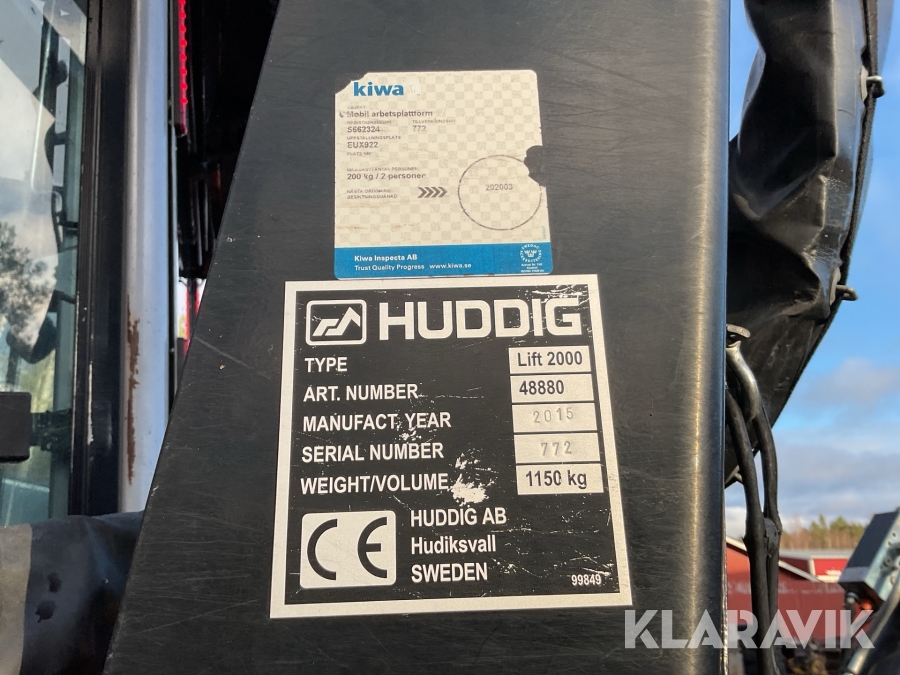 kiwa
Mobil arbetsplattform
S662324 772
EUX922
200 kg / 2 personer
202003
Kiwa Inspecta AB
Trust Quality Progress www.kiwa.se
HUDDIG
TYPE Lift 2000
ART. NUMBER 48880
MANUFACT. YEAR 2015
SERIAL NUMBER 772
WEIGHT/VOLUME 1150 kg
CE HUDDIG AB
Hudiksvall
SWEDEN
99849
KLARAVIK